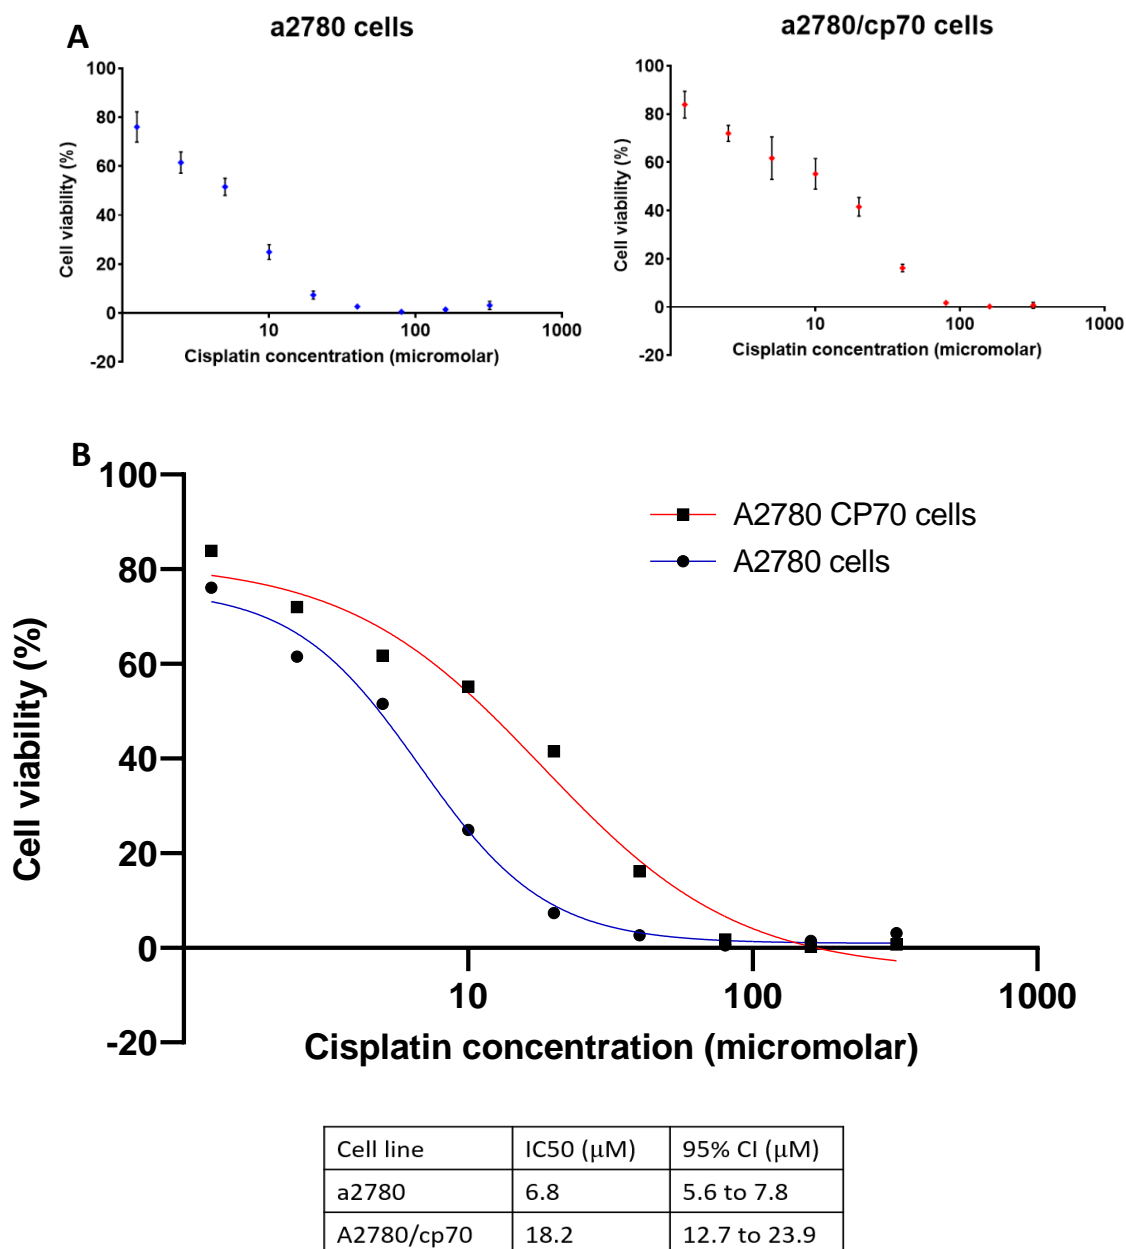 A
a2780 cells
100
80
60
40
20
0
-20
Cell viability (%)
10
100
1000
Cisplatin concentration (micromolar)
a2780/cp70 cells
100
80
60
40
20
0
-20
Cell viability (%)
10
100
1000
Cisplatin concentration (micromolar)
B
100
80
60
40
20
0
-20
Cell viability (%)
A2780 CP70 cells
A2780 cells
10
100
1000
Cisplatin concentration (micromolar)
Cell line IC50 (μM) 95% CI (μM)
a2780 6.8 5.6 to 7.8
A2780/cp70 18.2 12.7 to 23.9